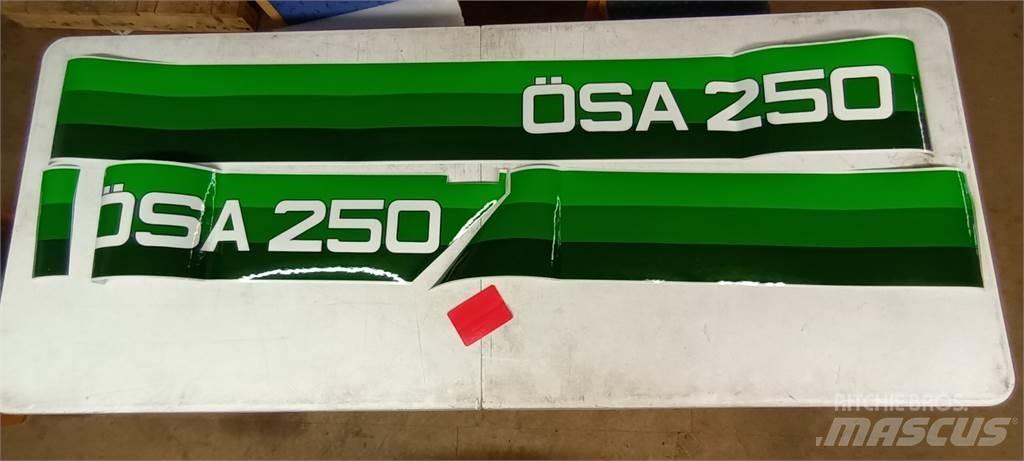 ÖSA 250
ÖSA 250
RITCHIE BROS.
MASCUS